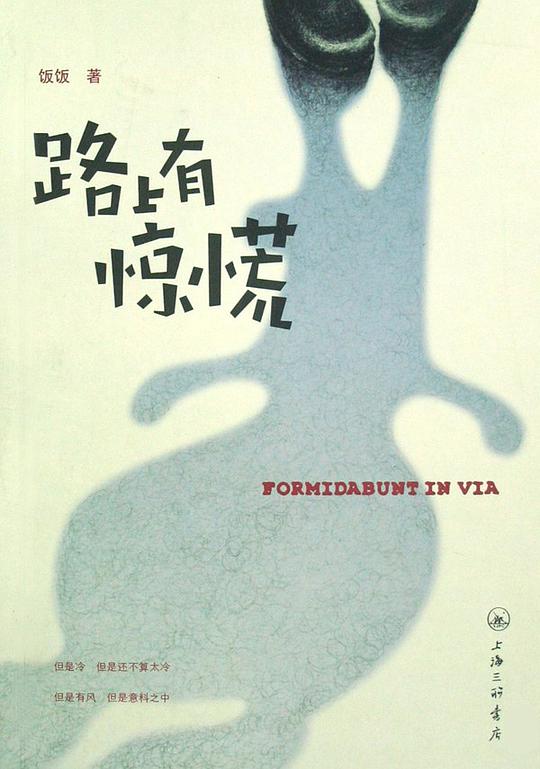 饭饭 著
路上有
惊慌
FORMIDABUNT IN VIA
但是冷 但是还不算太冷
但是有风 但是意料之中
上海三联书店